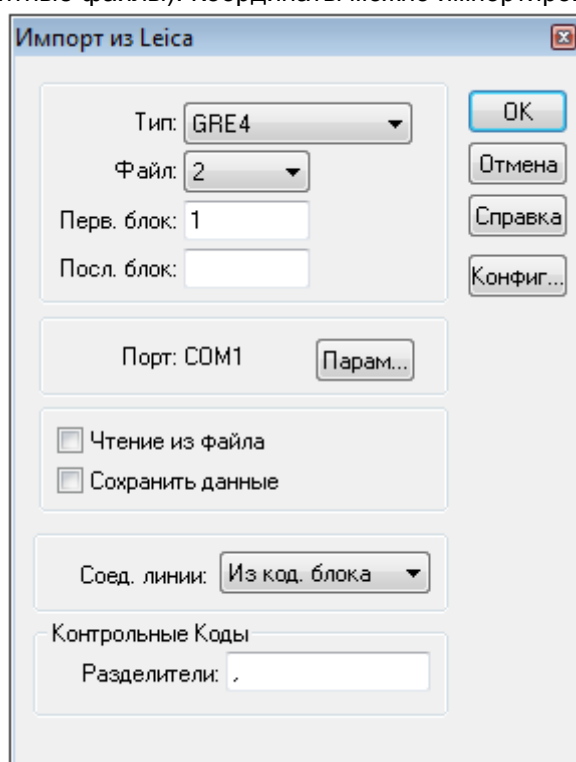 Импорт из Leica
Тип: GRE4
OK
Файл: 2
Отмена
Перв. блок: 1
Справка
Посл. блок:
Конфиг...
Порт: COM1 Парам...
Чтение из файла
Сохранить данные
Соед. линии: Из код. блока
Контрольные Коды
Разделители: ,